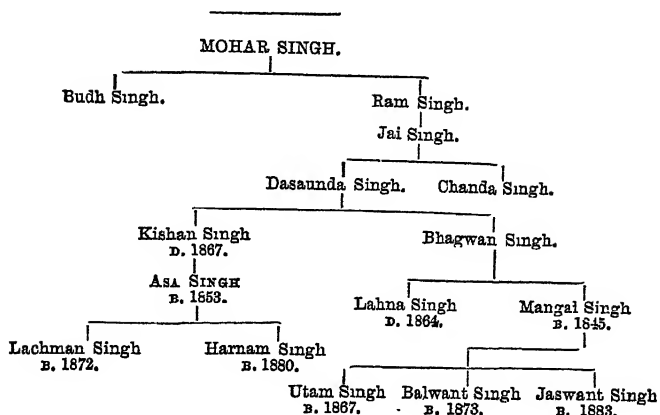 MOHAR SINGH.
Budh Singh. Ram Singh.
Jai Singh.
Dasaunda Singh. Chanda Singh.
Kishan Singh Bhagwan Singh.
D. 1867.
ASA SINGH
B. 1853.
Lahna Singh Mangal Singh
D. 1864. B. 1845.
Lachman Singh Harnam Singh
B. 1872. B. 1880.
Utam Singh Balwant Singh Jaswant Singh
B. 1867. B. 1873. B. 1883.